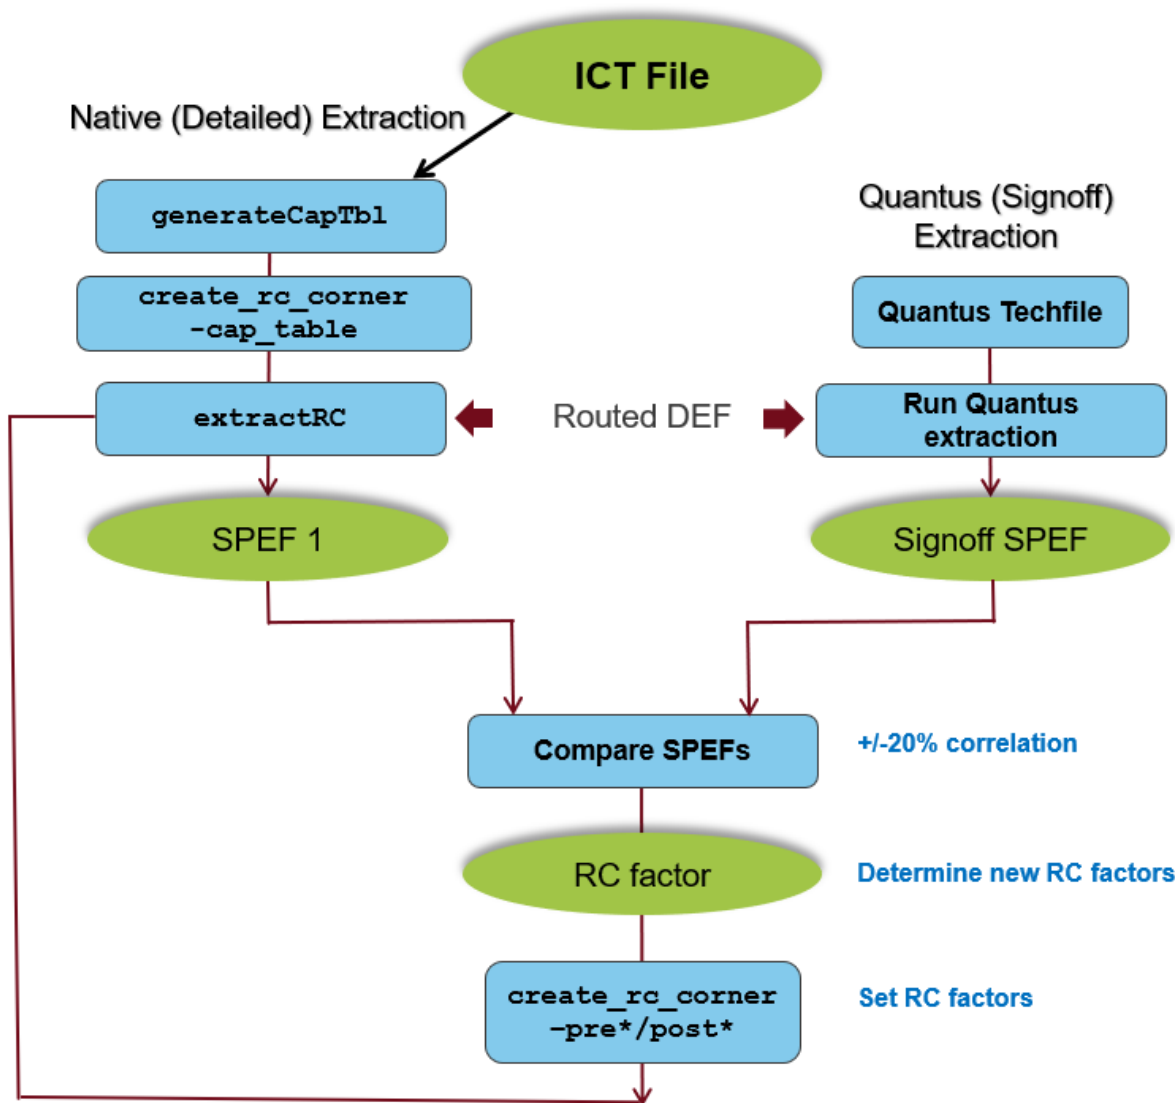 ICT File
Native (Detailed) Extraction
generateCapTbl
Quantus (Signoff)
Extraction
create_rc_corner
-cap_table
Quantus Techfile
extractRC
Routed DEF
Run Quantus
extraction
SPEF 1
Signoff SPEF
Compare SPEFs
+/-20% correlation
RC factor
Determine new RC factors
create_rc_corner
–pre*/post*
Set RC factors